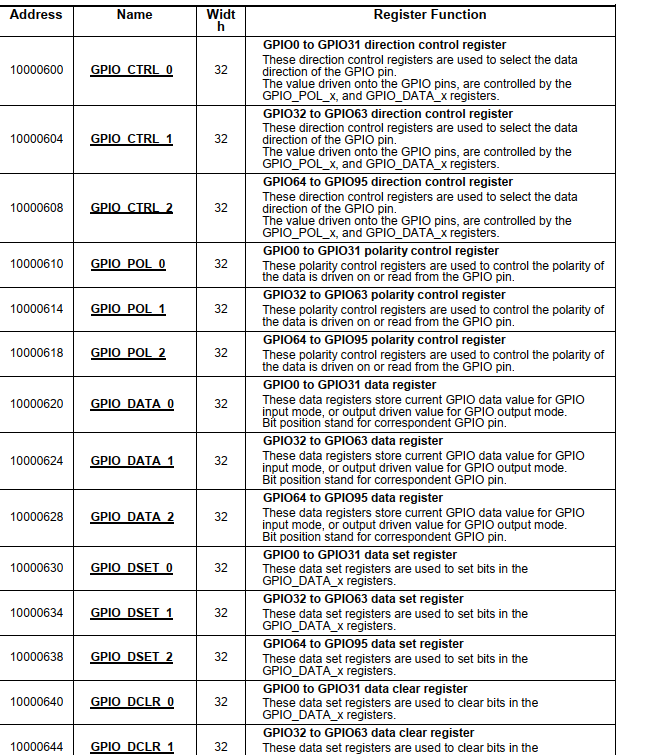 Address Name Widt
h Register Function
10000600 GPIO_CTRL_0 32 GPIO0 to GPIO31 direction control register
These direction control registers are used to select the data
direction of the GPIO pin.
The value driven onto the GPIO pins, are controlled by the
GPIO_POL_x, and GPIO_DATA_x registers.
10000604 GPIO_CTRL_1 32 GPIO32 to GPIO63 direction control register
These direction control registers are used to select the data
direction of the GPIO pin.
The value driven onto the GPIO pins, are controlled by the
GPIO_POL_x, and GPIO_DATA_x registers.
10000608 GPIO_CTRL_2 32 GPIO64 to GPIO95 direction control register
These direction control registers are used to select the data
direction of the GPIO pin.
The value driven onto the GPIO pins, are controlled by the
GPIO_POL_x, and GPIO_DATA_x registers.
10000610 GPIO_POL_0 32 GPIO0 to GPIO31 polarity control register
These polarity control registers are used to control the polarity of
the data is driven on or read from the GPIO pin.
10000614 GPIO_POL_1 32 GPIO32 to GPIO63 polarity control register
These polarity control registers are used to control the polarity of
the data is driven on or read from the GPIO pin.
10000618 GPIO_POL_2 32 GPIO64 to GPIO95 polarity control register
These polarity control registers are used to control the polarity of
the data is driven on or read from the GPIO pin.
10000620 GPIO_DATA_0 32 GPIO0 to GPIO31 data register
These data registers store current GPIO data value for GPIO
input mode, or output driven value for GPIO output mode.
Bit position stand for correspondent GPIO pin.
10000624 GPIO_DATA_1 32 GPIO32 to GPIO63 data register
These data registers store current GPIO data value for GPIO
input mode, or output driven value for GPIO output mode.
Bit position stand for correspondent GPIO pin.
10000628 GPIO_DATA_2 32 GPIO64 to GPIO95 data register
These data registers store current GPIO data value for GPIO
input mode, or output driven value for GPIO output mode.
Bit position stand for correspondent GPIO pin.
10000630 GPIO_DSET_0 32 GPIO0 to GPIO31 data set register
These data set registers are used to set bits in the
GPIO_DATA_x registers.
10000634 GPIO_DSET_1 32 GPIO32 to GPIO63 data set register
These data set registers are used to set bits in the
GPIO_DATA_x registers.
10000638 GPIO_DSET_2 32 GPIO64 to GPIO95 data set register
These data set registers are used to set bits in the
GPIO_DATA_x registers.
10000640 GPIO_DCLR_0 32 GPIO0 to GPIO31 data clear register
These data set registers are used to clear bits in the
GPIO_DATA_x registers.
10000644 GPIO_DCLR_1 32 GPIO32 to GPIO63 data clear register
These data set registers are used to clear bits in the